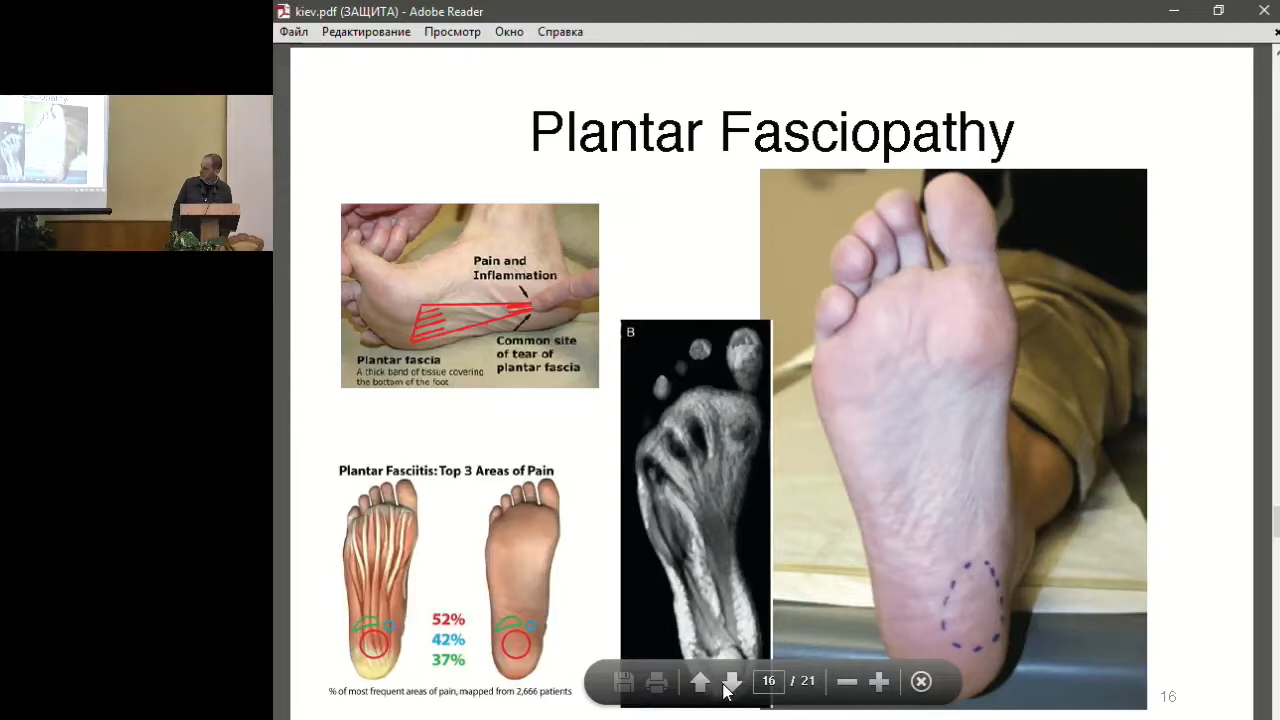 kiev.pdf (ЗАЩИТА) - Adobe Reader
Файл Редактирование Просмотр Окно Справка
Plantar Fasciopathy
Pain and
Inflammation
Common site
of tear of
plantar fascia
Plantar fascia
A thick band of tissue covering
the bottom of the foot
B
Plantar Fasciitis: Top 3 Areas of Pain
52%
42%
37%
% of most frequent areas of pain, mapped from 2,666 patients
16 / 21
16